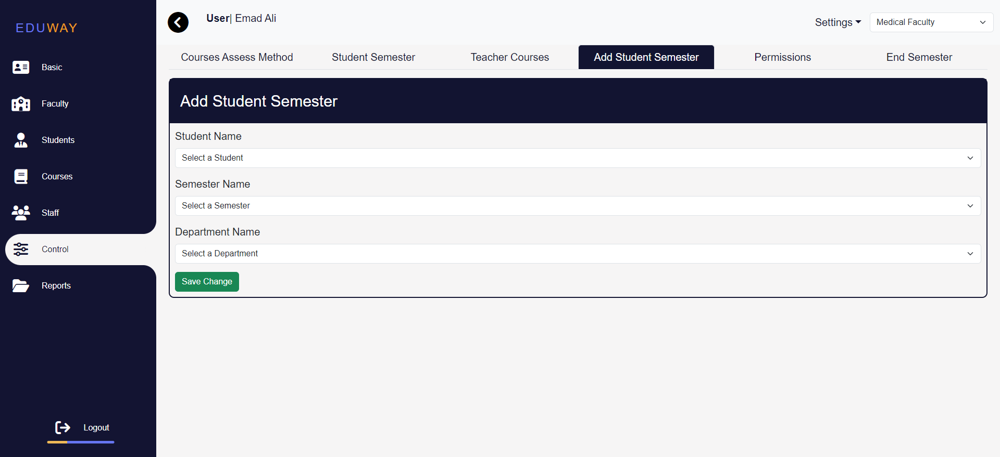 EDUWAY
Basic
Faculty
Students
Courses
Staff
Control
Reports
Logout
User| Emad Ali
Settings
Medical Faculty
Courses Assess Method
Student Semester
Teacher Courses
Add Student Semester
Permissions
End Semester
Add Student Semester
Student Name
Select a Student
Semester Name
Select a Semester
Department Name
Select a Department
Save Change